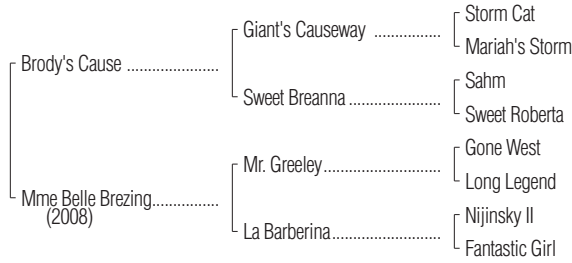 Storm Cat
Giant's Causeway ................
Mariah's Storm
Brody's Cause .....................
Sahm
Sweet Breanna .....................
Sweet Roberta
Gone West
Mr. Greeley...........................
Long Legend
Mme Belle Brezing...............
(2008)
Nijinsky II
La Barberina.........................
Fantastic Girl